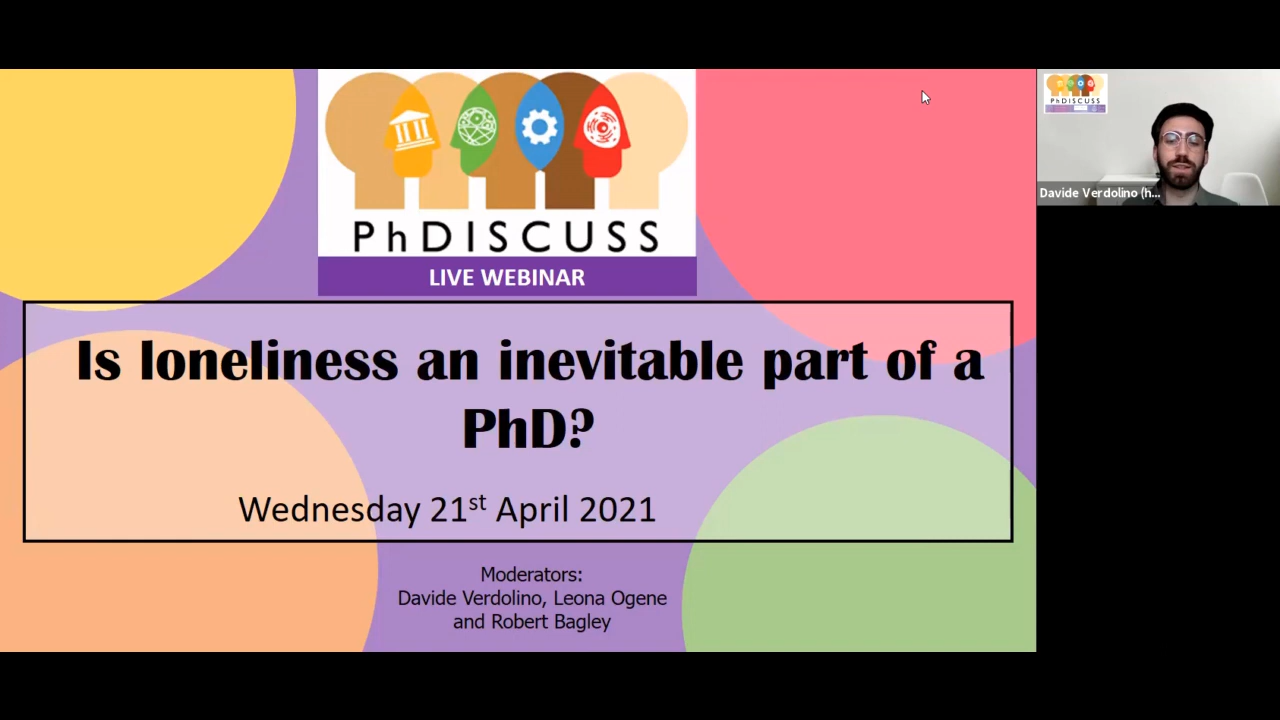 PhDISCUSS
LIVE WEBINAR
Is loneliness an inevitable part of a
PhD?
Wednesday 21st April 2021
Moderators:
Davide Verdolino, Leona Ogene
and Robert Bagley
PhDISCUSS
Davide Verdolino (h...